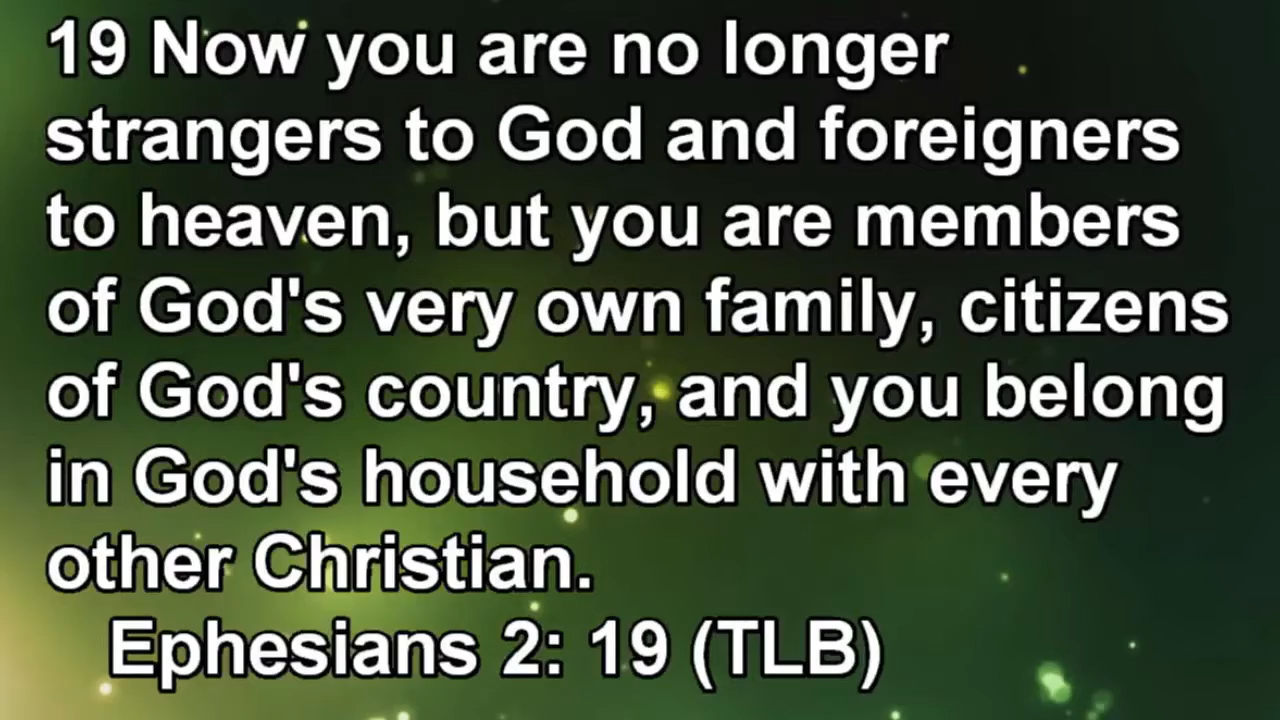 19 Now you are no longer
strangers to God and foreigners
to heaven, but you are members
of God's very own family, citizens
of God's country, and you belong
in God's household with every
other Christian.
Ephesians 2: 19 (TLB)